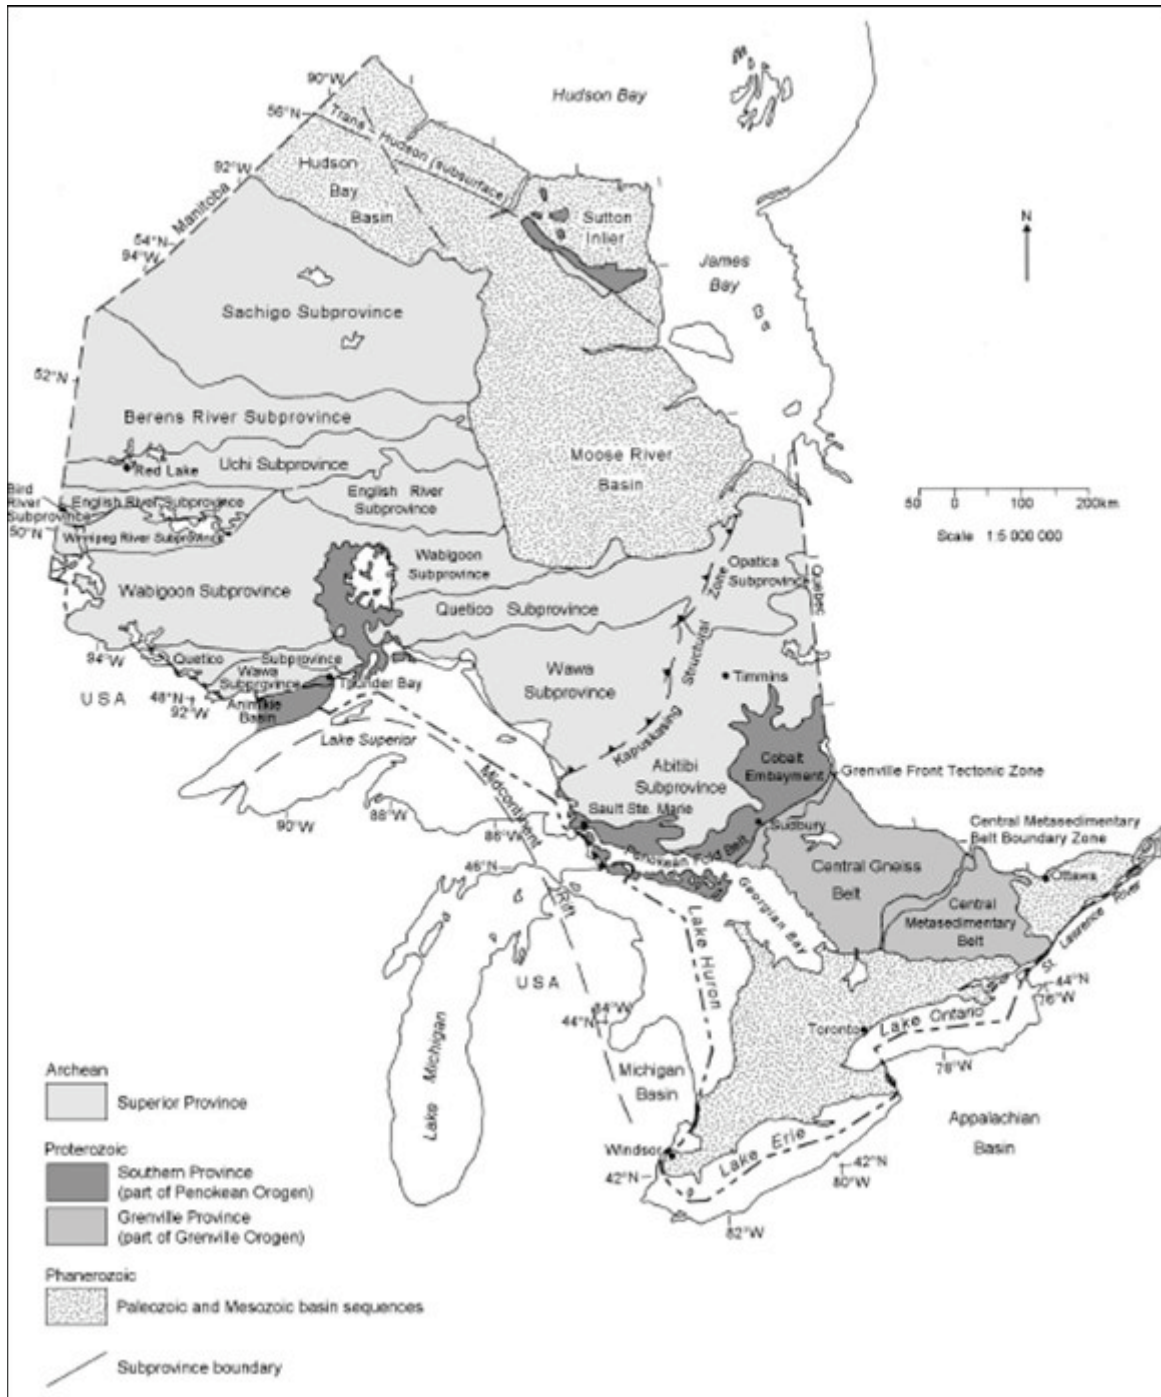 Hudson Bay
90°W
56°N
Trans - Hudson (subsurface)
92°W
Hudson
Bay
Basin
Manitoba
Sutton
Inlier
N
54°N
94°W
James
Bay
Sachigo Subprovince
52°N
Berens River Subprovince
Uchi Subprovince
Red Lake
Moose River
Basin
Bird
River
Subprovince
English River Subprovince
English River
Subprovince
50°N
Winnipeg River Subprovince
50 0 100 200km
Scale 1:5 000 000
Wabigoon
Subprovince
Wabigoon Subprovince
Opatica
Subprovince
Quebec
Quetico Subprovince
Kapuskasing Structural Zone
94°W
Quetico Subprovince
Wawa
Subprovince
Wawa
Subprovince
Timmins
USA
48°N
92°W
Thunder Bay
Animikie
Basin
Lake Superior
Midcontinent Rift
Cobalt
Embayment
Abitibi
Subprovince
Grenville Front Tectonic Zone
90°W
88°W
86°W
Sault Ste. Marie
Sudbury
Central Metasedimentary
Belt Boundary Zone
Penokean Fold Belt
46°N
Central Gneiss
Belt
Ottawa
Georgian Bay
Central
Metasedimentary
Belt
St. Lawrence River
Lake Huron
USA
84°W
44°N
44°N
76°W
Toronto
Lake Ontario
78°W
Lake Michigan
Michigan
Basin
Appalachian
Basin
Windsor
Lake Erie
42°N
42°N
80°W
82°W
Archean
Superior Province
Proterozoic
Southern Province
(part of Penokean Orogen)
Grenville Province
(part of Grenville Orogen)
Phanerozoic
Paleozoic and Mesozoic basin sequences
Subprovince boundary